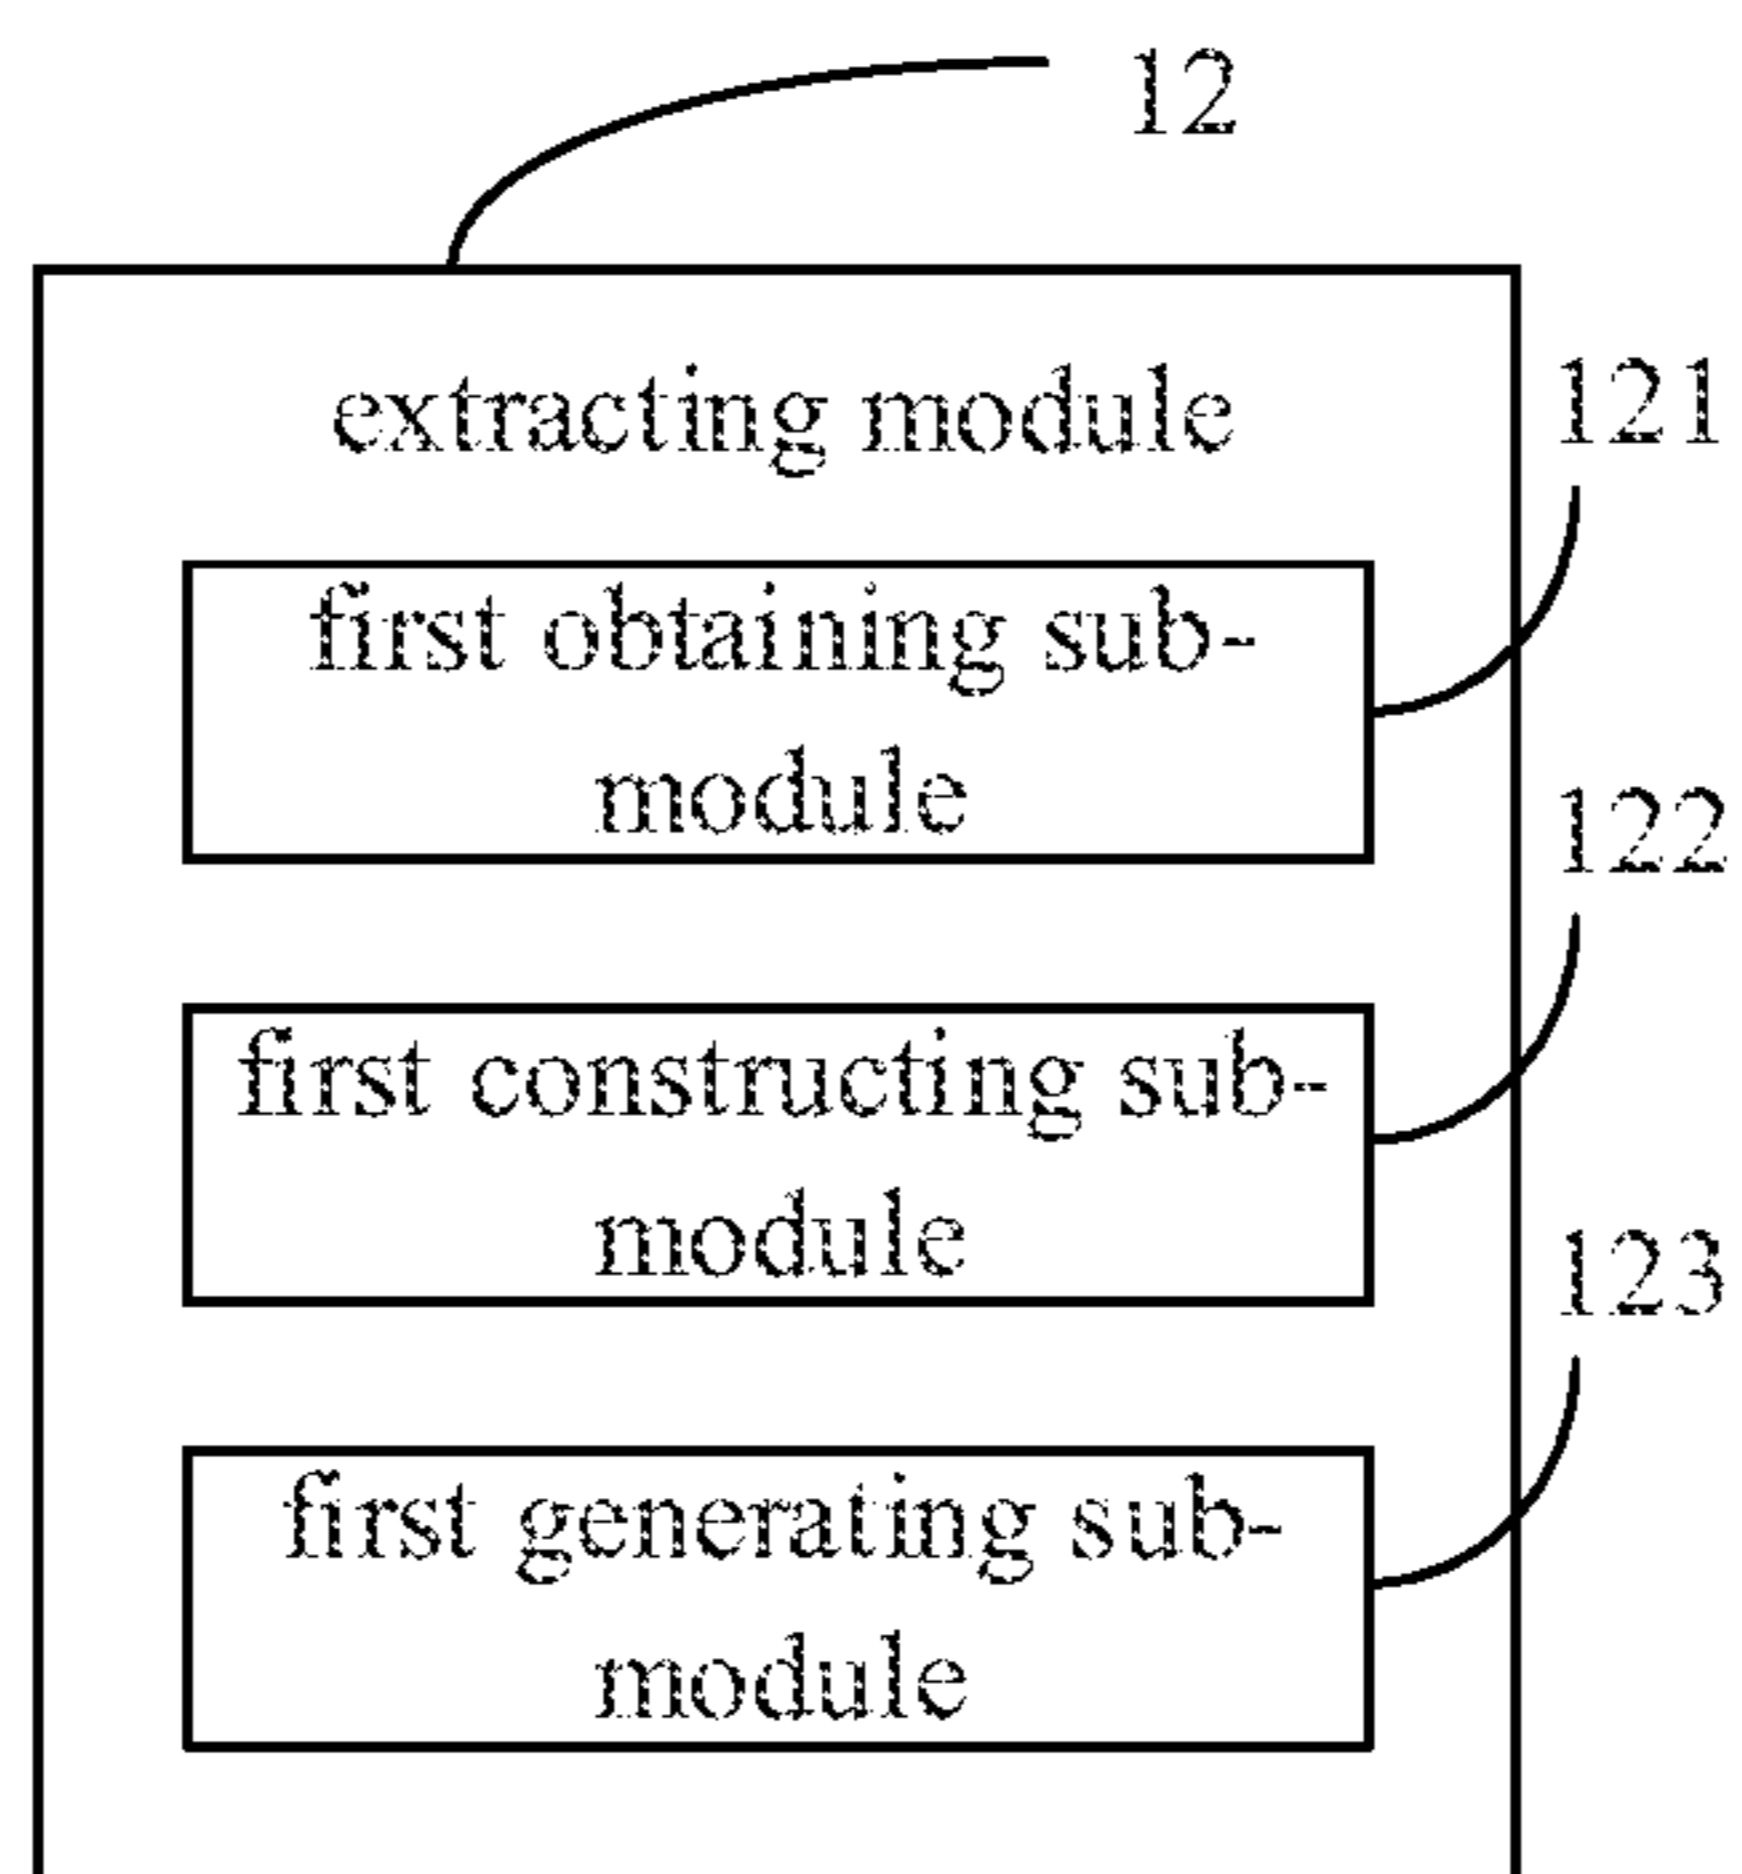 12
extracting module
121
first obtaining sub-
module
122
first constructing sub-
module
123
first generating sub-
module